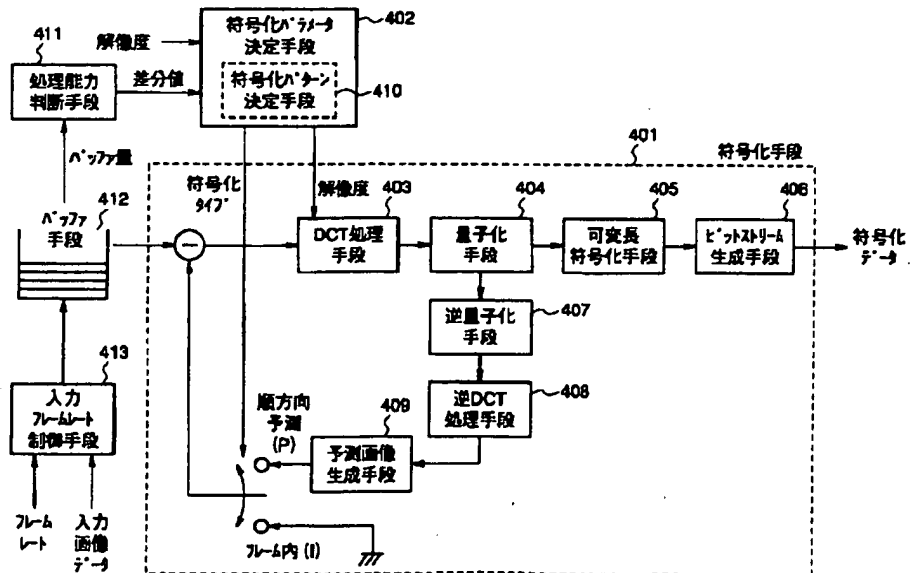 402
符号化パラメータ
決定手段
解像度
411
処理能力
判断手段
差分値
符号化パターン
決定手段
410
バッファ量
401
符号化手段
符号化
タイプ
解像度
バッファ
手段
412
403
DCT処理
手段
404
量子化
手段
405
可変長
符号化手段
406
ビットストリーム
生成手段
符号化
データ
逆量子化
手段
407
逆DCT
処理手段
408
413
入力
フレームレート
制御手段
順方向
予測
(P)
409
予測画像
生成手段
フレーム
レート
入力
画像
データ
フレーム内(I)